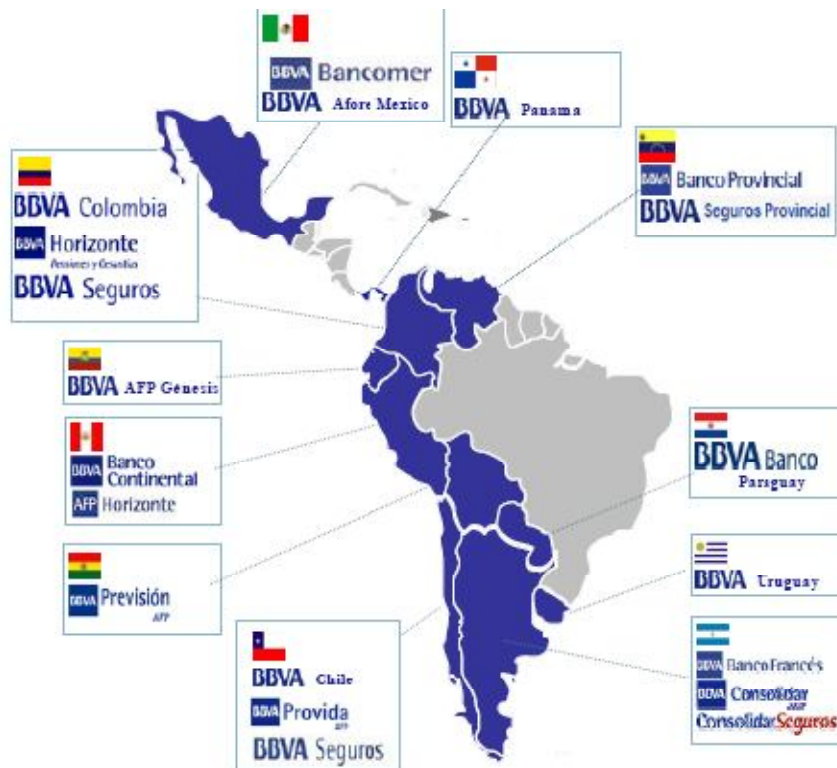 BBVA Bancomer
BBVA Afore Mexico
BBVA Panama
BBVA Banco Provincial
BBVA Seguros Provincial
BBVA Colombia
BBVA Horizonte
Pensiones y Cesantías
BBVA Seguros
BBVA AFP Génesis
BBVA Banco
Continental
AFP Horizonte
BBVA Banco
Paraguay
BBVA Previsión
AFP
BBVA Uruguay
BBVA Chile
BBVA Provida
AFP
BBVA Seguros
BBVA Banco Francés
BBVA Consolidar
Consolidar Seguros